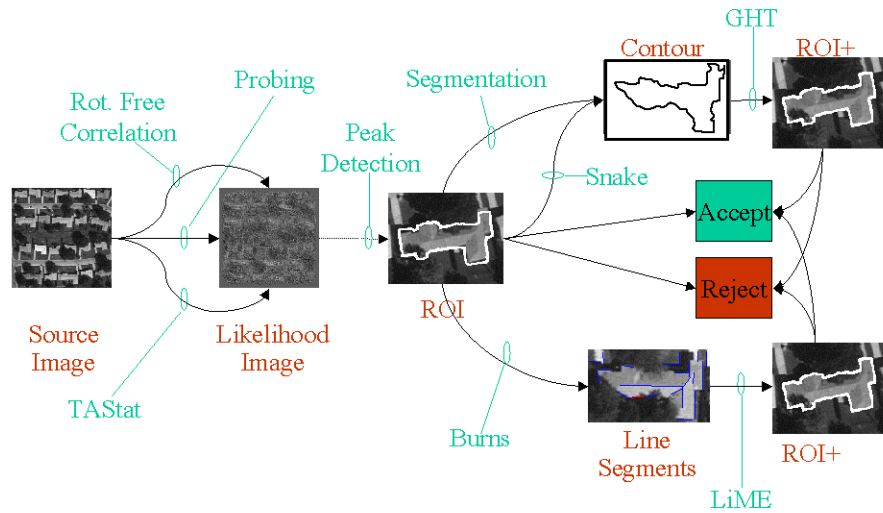 GHT
Contour
ROI+
Probing
Segmentation
Rot. Free
Correlation
Peak
Detection
Snake
Accept
Reject
ROI
Source
Image
Likelihood
Image
TAStat
Burns
Line
Segments
ROI+
LiME